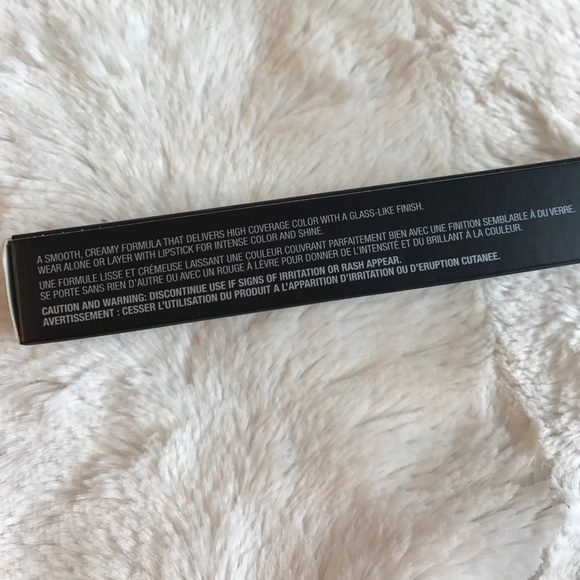 A SMOOTH, CREAMY FORMULA THAT DELIVERS HIGH COVERAGE COLOR WITH A GLASS-LIKE FINISH.
WEAR ALONE OR LAYER WITH LIPSTICK FOR INTENSE COLOR AND SHINE.
UNE FORMULE LISSE ET CRÉMEUSE LAISSANT UNE COULEUR COUVRANT PARFAITEMENT BIEN AVEC UNE FINITION SEMBLABLE À DU VERRE.
SE PORTE SANS RIEN D'AUTRE OU AVEC UN ROUGE À LÈVRE POUR DONNER DE L'INTENSITÉ ET DU BRILLANT À LA COULEUR.
CAUTION AND WARNING: DISCONTINUE USE IF SIGNS OF IRRITATION OR RASH APPEAR.
AVERTISSEMENT : CESSER L'UTILISATION DU PRODUIT A L'APPARITION D'IRRITATION OU D'ERUPTION CUTANEE.